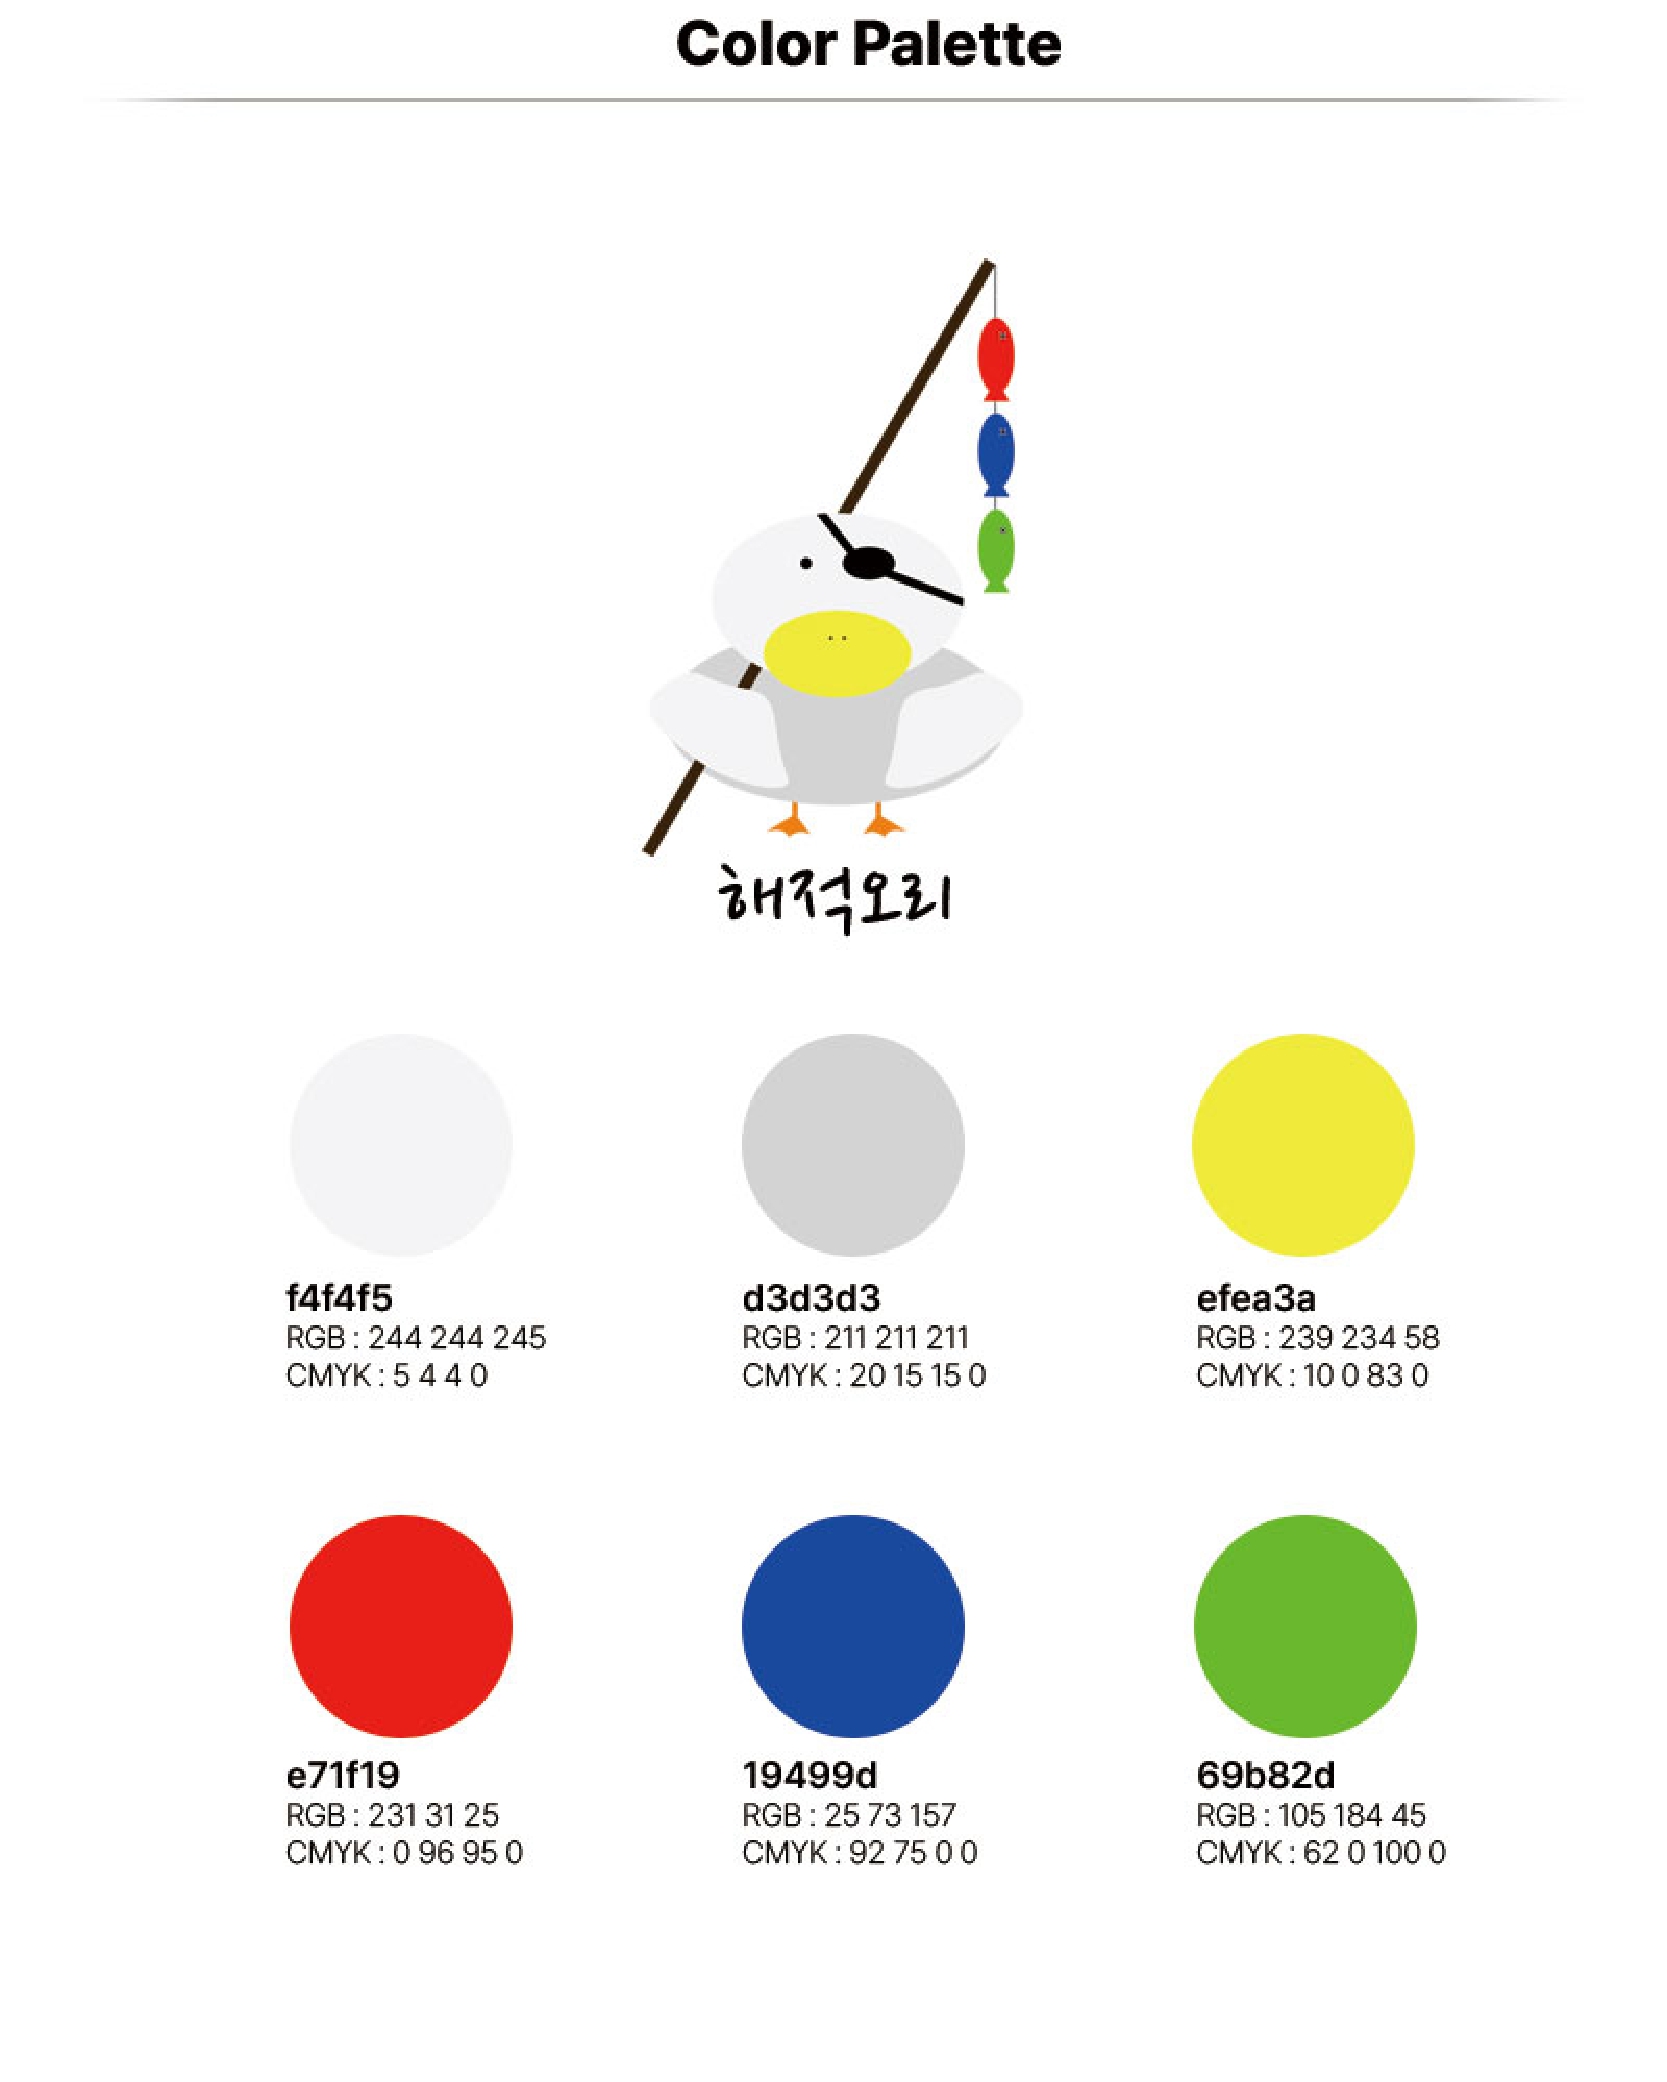 Color Palette
해적오리
f4f4f5
RGB : 244 244 245
CMYK : 5 4 4 0
d3d3d3
RGB : 211 211 211
CMYK : 20 15 15 0
efea3a
RGB : 239 234 58
CMYK : 10 0 83 0
e71f19
RGB : 231 31 25
CMYK : 0 96 95 0
19499d
RGB : 25 73 157
CMYK : 92 75 0 0
69b82d
RGB : 105 184 45
CMYK : 62 0 100 0